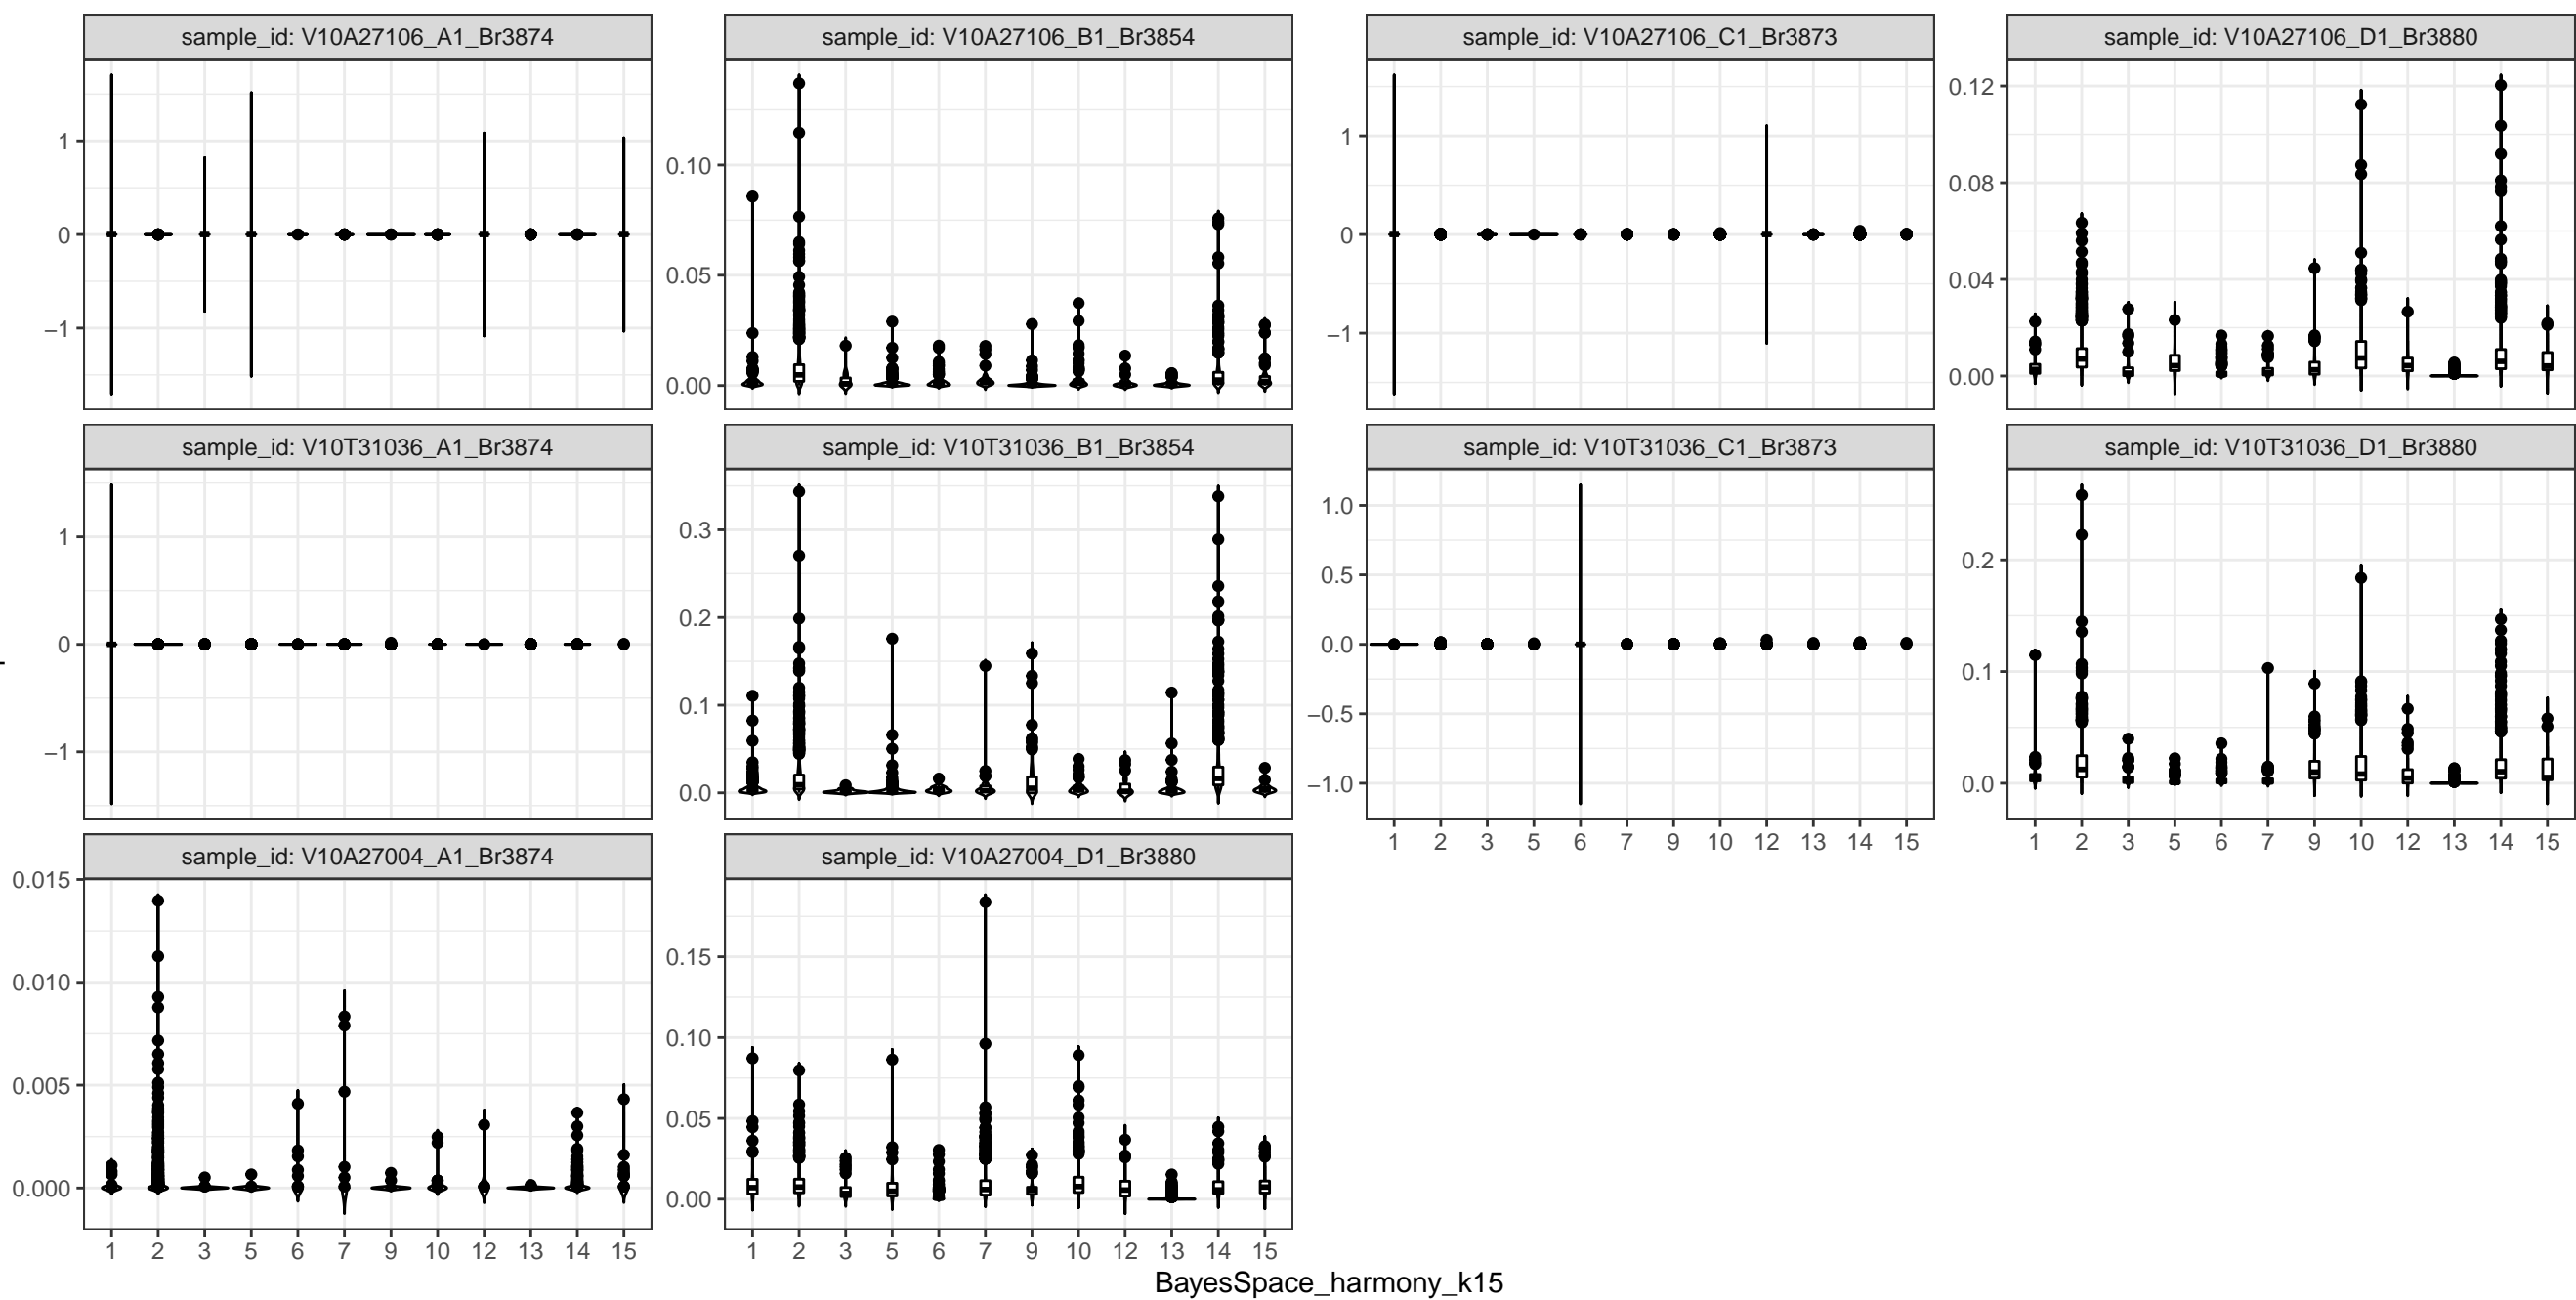 sample_id: V10A27106_A1_Br3874
sample_id: V10A27106_B1_Br3854
sample_id: V10A27106_C1_Br3873
sample_id: V10A27106_D1_Br3880
1
0
−1
0.10
0.05
0.00
1
0
−1
0.12
0.08
0.04
0.00
sample_id: V10T31036_A1_Br3874
sample_id: V10T31036_B1_Br3854
sample_id: V10T31036_C1_Br3873
sample_id: V10T31036_D1_Br3880
1
0
−1
0.3
0.2
0.1
0.0
1.0
0.5
0.0
−0.5
−1.0
0.2
0.1
0.0
1 2 3 5 6 7 9 10 12 13 14 15
1 2 3 5 6 7 9 10 12 13 14 15
sample_id: V10A27004_A1_Br3874
sample_id: V10A27004_D1_Br3880
0.015
0.010
0.005
0.000
0.15
0.10
0.05
0.00
1 2 3 5 6 7 9 10 12 13 14 15
1 2 3 5 6 7 9 10 12 13 14 15
BayesSpace_harmony_k15